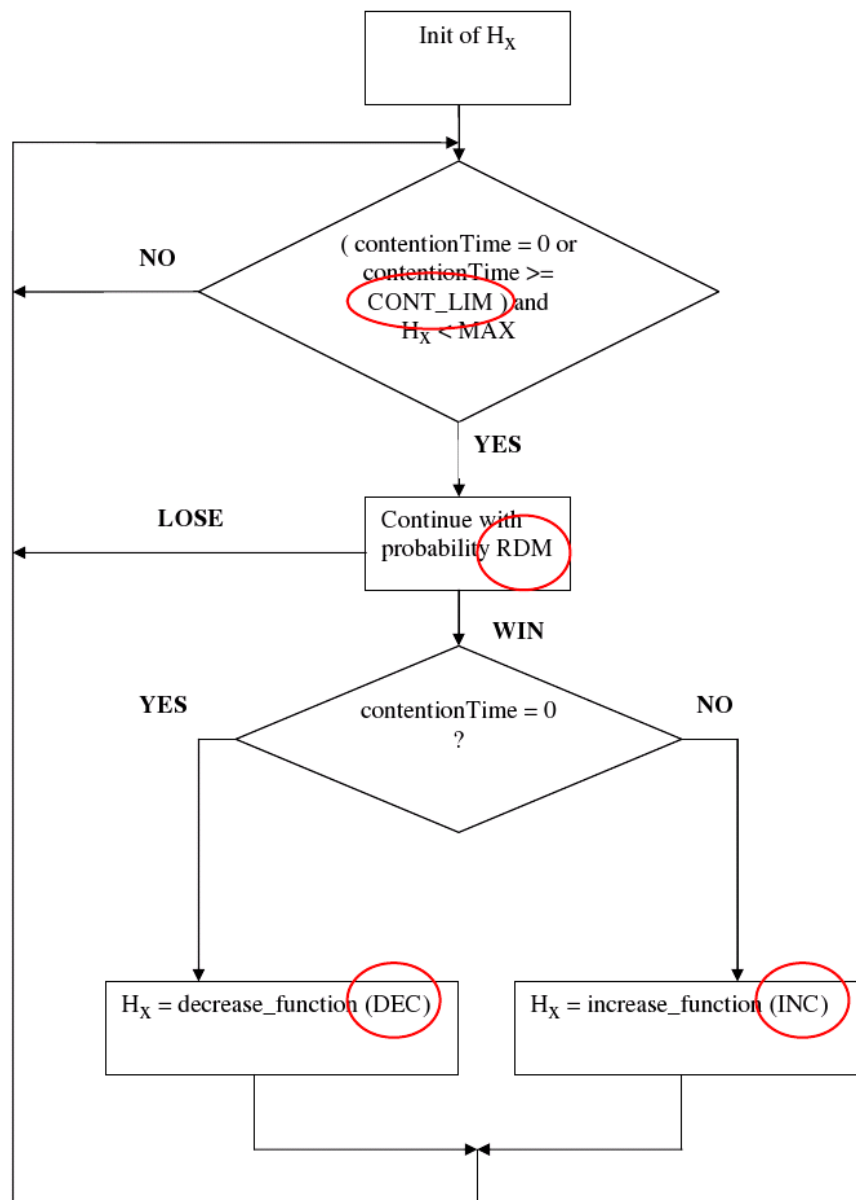 Init of Hx
NO
( contentionTime = 0 or
contentionTime >=
CONT_LIM ) and
Hx < MAX
YES
LOSE
Continue with
probability RDM
WIN
YES
contentionTime = 0
?
NO
Hx = decrease_function (DEC)
Hx = increase_function (INC)